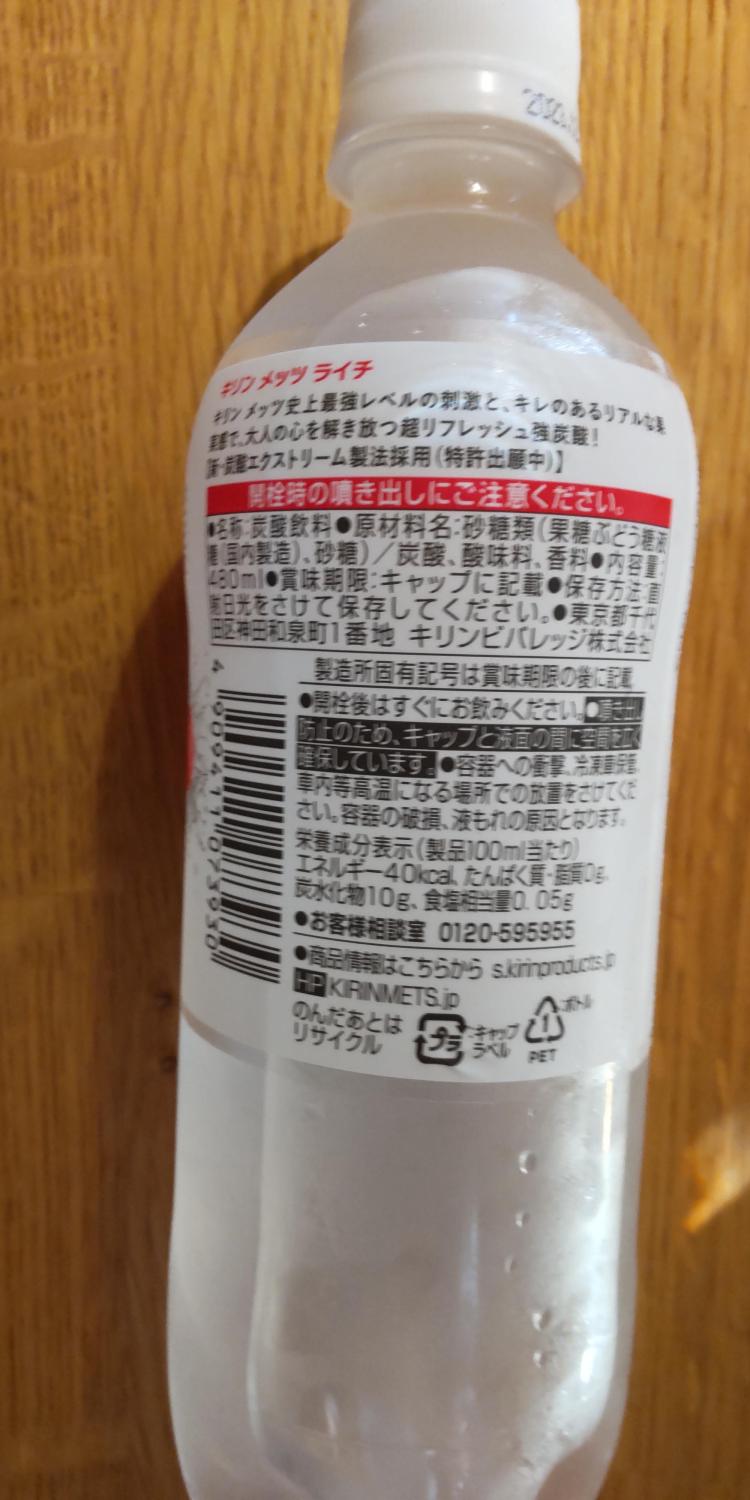 キリン メッツ ライチ
キリン メッツ史上最強レベルの刺激と、キレのあるリアルな果
実感で、大人の心を解き放つ超リフレッシュ強炭酸!
【新・炭酸エクストリーム製法採用(特許出願中)】
開栓時の噴き出しにご注意ください。
●名称:炭酸飲料●原材料名:砂糖類(果糖ぶどう糖液
糖(国内製造)、砂糖)/炭酸、酸味料、香料●内容量:
480ml●賞味期限:キャップに記載●保存方法:直
射日光をさけて保存してください。●東京都千代
田区神田和泉町1番地 キリンビバレッジ株式会社
製造所固有記号は賞味期限の後に記載
●開栓後はすぐにお飲みください。●噴き出し
防止のため、キャップと液面の間に空間を広く
確保しています。●容器への衝撃、冷凍庫保管、
車内等高温になる場所での放置をさけてくだ
さい。容器の破損、液もれの原因となります。
栄養成分表示(製品100ml当たり)
エネルギー40kcal、たんぱく質・脂質0g、
炭水化物10g、食塩相当量0.05g
●お客様相談室 0120-595955
●商品情報はこちらから s.kirinproducts.jp
HP KIRINMETS.jp
のんだあとは
リサイクル
プラ
:キャップ
ラベル
1
PET
:ボトル
4 909411 073930